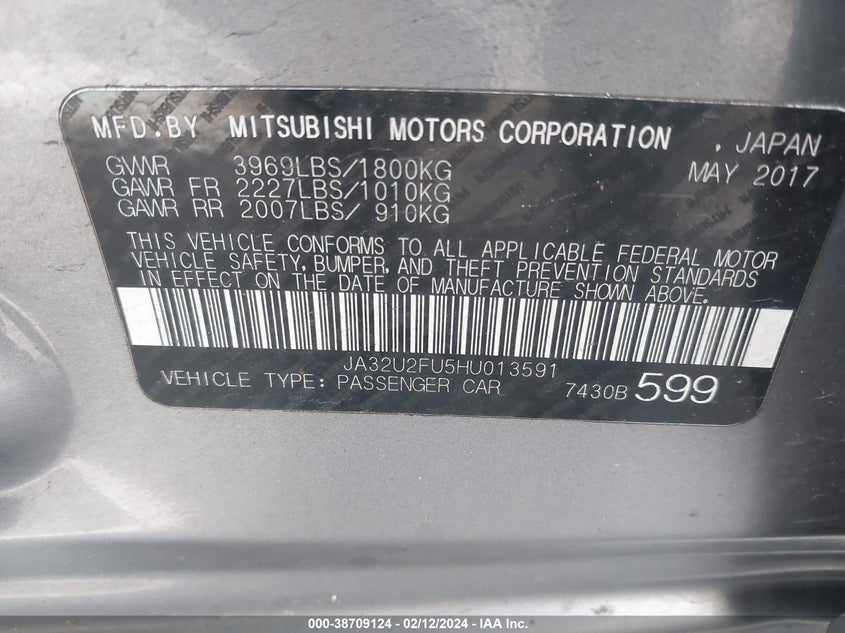 MFD.BY MITSUBISHI MOTORS CORPORATION , JAPAN
GVWR 3969LBS/1800KG MAY 2017
GAWR FR 2227LBS/1010KG
GAWR RR 2007LBS/ 910KG
THIS VEHICLE CONFORMS TO ALL APPLICABLE FEDERAL MOTOR
VEHICLE SAFETY, BUMPER, AND THEFT PREVENTION STANDARDS
IN EFFECT ON THE DATE OF MANUFACTURE SHOWN ABOVE.
JA32U2FU5HU013591
VEHICLE TYPE: PASSENGER CAR 7430B 599
000-38709124 - 02/12/2024 - IAA Inc.